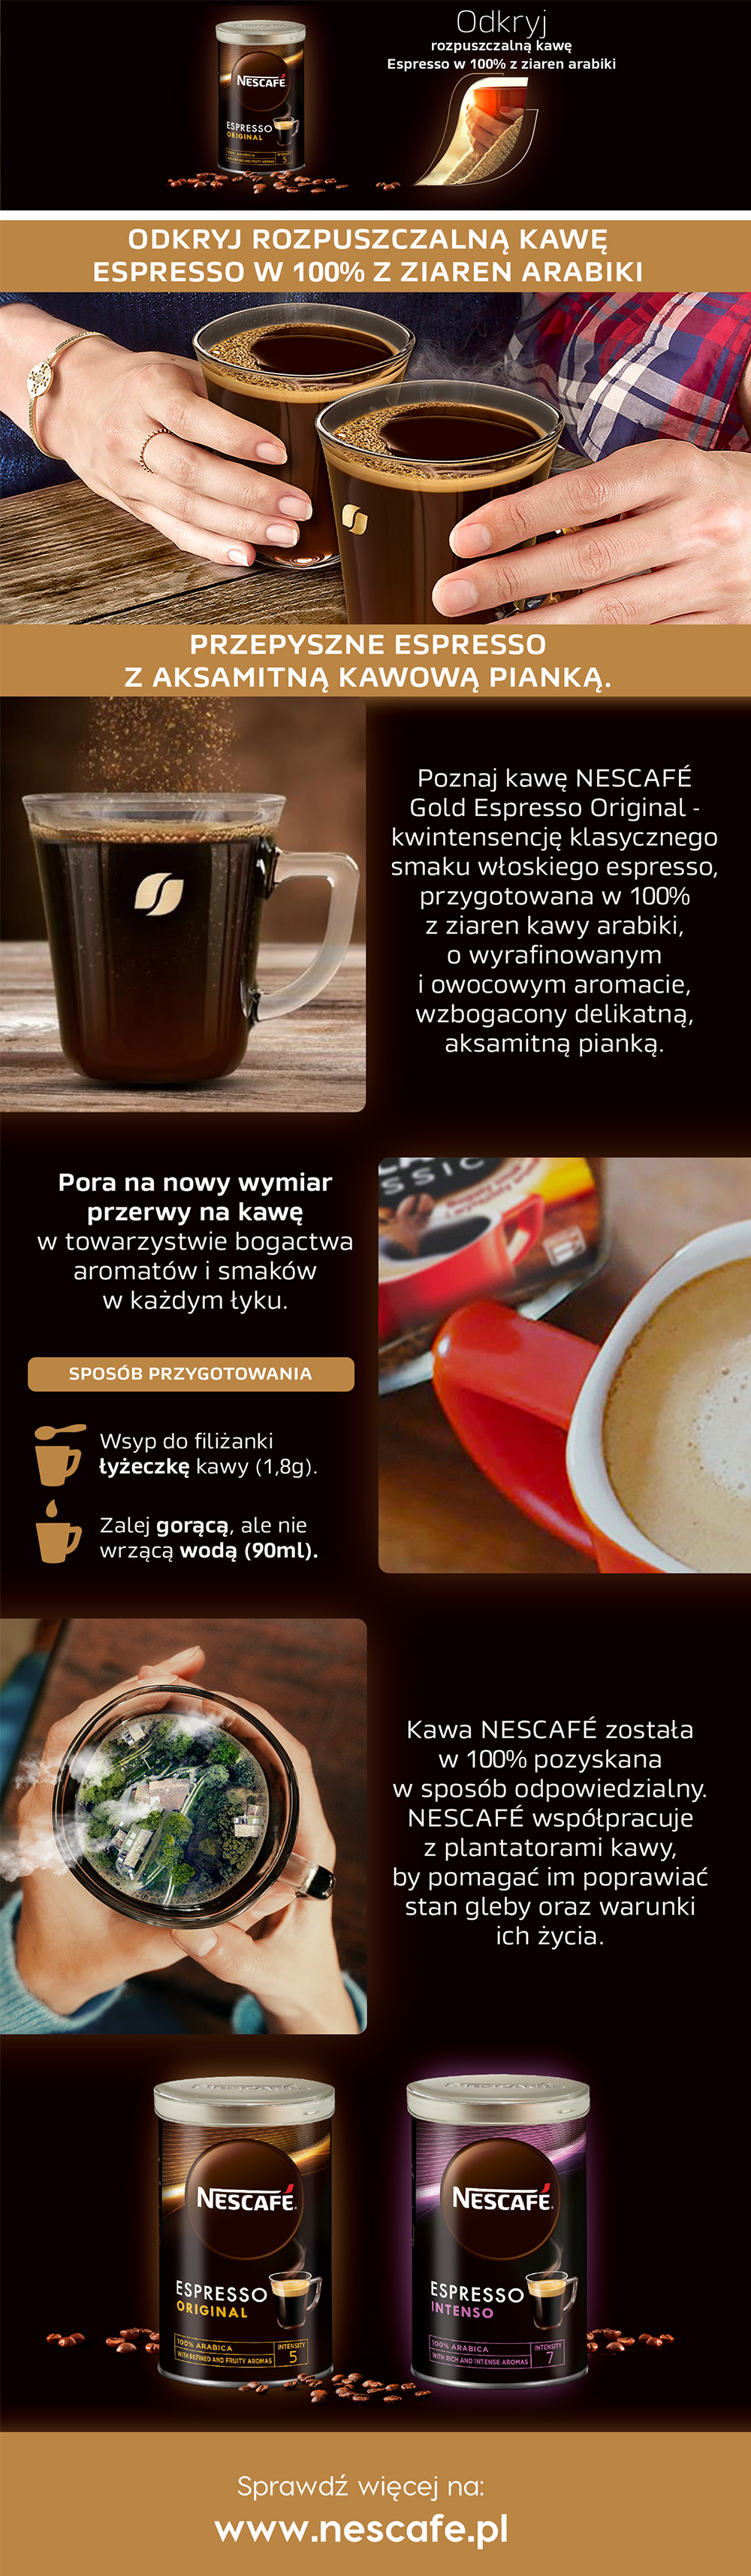 Odkryj
rozpuszczalną kawę
Espresso w 100% z ziaren arabiki
NESCAFÉ
ESPRESSO
ORIGINAL
100% ARABICA
INTENSITY
5
ODKRYJ ROZPUSZCZALNĄ KAWĘ
ESPRESSO W 100% Z ZIAREN ARABIKI
PRZEPYSZNE ESPRESSO
Z AKSAMITNĄ KAWOWĄ PIANKĄ.
Poznaj kawę NESCAFÉ
Gold Espresso Original -
kwintensencję klasycznego
smaku włoskiego espresso,
przygotowana w 100%
z ziaren kawy arabiki,
o wyrafinowanym
i owocowym aromacie,
wzbogacony delikatną,
aksamitną pianką.
Pora na nowy wymiar
przerwy na kawę
w towarzystwie bogactwa
aromatów i smaków
w każdym łyku.
SPOSÓB PRZYGOTOWANIA
Wsyp do filiżanki
łyżeczkę kawy (1,8g).
Zalej gorącą, ale nie
wrzącą wodą (90ml).
Kawa NESCAFÉ została
w 100% pozyskana
w sposób odpowiedzialny.
NESCAFÉ współpracuje
z plantatorami kawy,
by pomagać im poprawiać
stan gleby oraz warunki
ich życia.
NESCAFÉ
ESPRESSO
ORIGINAL
100% ARABICA
WITH REFINED AND FRUITY AROMAS
INTENSITY
5
NESCAFÉ
ESPRESSO
INTENSO
100% ARABICA
WITH RICH AND INTENSE AROMAS
INTENSITY
7
Sprawdź więcej na:
www.nescafe.pl